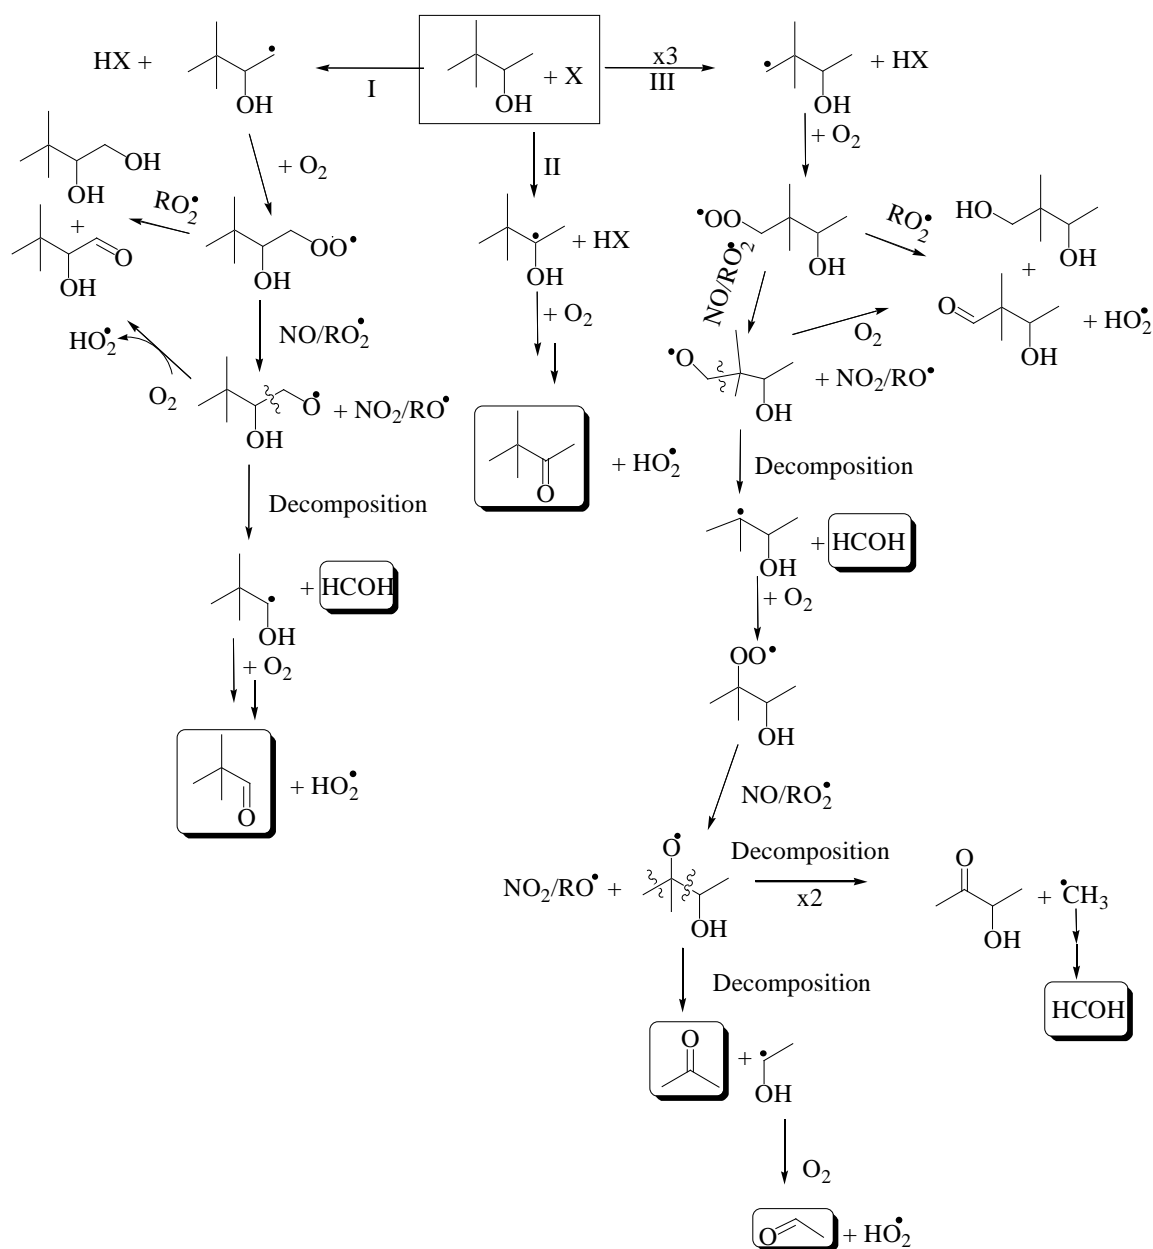 HX +
OH
I
OH
+ X
x3
III
OH
+ HX
+ O2
+ O2
II
OH
OH
RO2•
+
O
OH
OO•
OH
OH
+ HX
+ O2
•OO
OH
NO/RO2•
RO2•
HO
OH
+
O
OH
+ HO2•
HO2•
O2
NO/RO2•
O•
OH
+ NO2/RO•
O
+ HO2•
•O
OH
+ NO2/RO•
O2
Decomposition
Decomposition
OH
+ HCOH
OH
+ HCOH
+ O2
+ O2
OO•
OH
O
+ HO2•
NO/RO2•
NO2/RO• +
O•
OH
Decomposition
x2
O
OH
+ •CH3
Decomposition
HCOH
O
+
OH
O2
O
+ HO2•